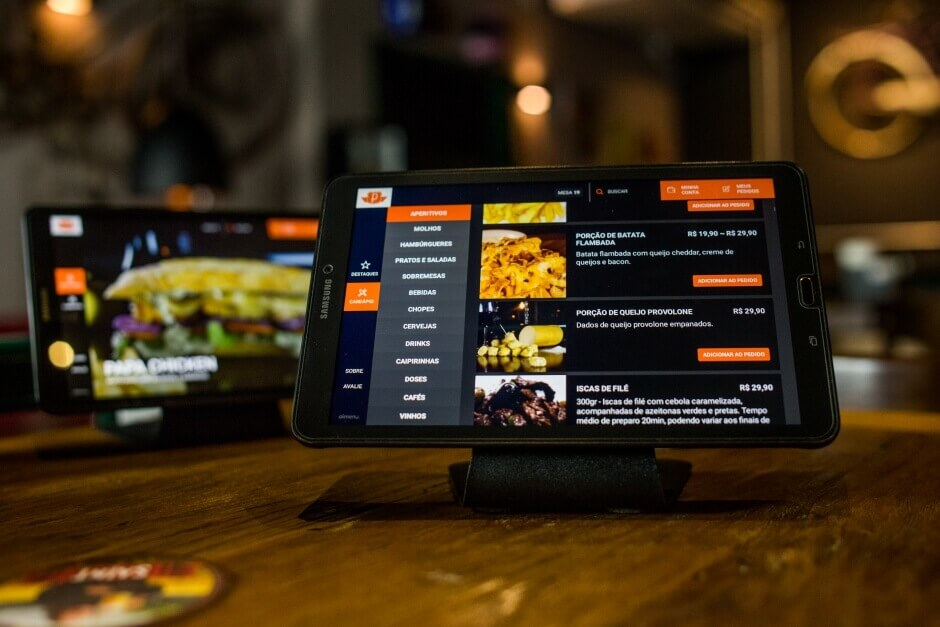 SAMSUNG
P
MESA 19
BUSCAR
MINHA
CONTA
MEUS
PEDIDOS
DESTAQUES
CARDÁPIO
SOBRE
AVALIE
APERITIVOS
MOLHOS
HAMBÚRGUERES
PRATOS E SALADAS
SOBREMESAS
BEBIDAS
CHOPES
CERVEJAS
DRINKS
CAIPIRINHAS
DOSES
CAFÉS
VINHOS
ADICIONAR AO PEDIDO
PORÇÃO DE BATATA
FLAMBADA
R$ 19,90 ~ R$ 29,90
Batata flambada com queijo cheddar, creme de
queijos e bacon.
ADICIONAR AO PEDIDO
PORÇÃO DE QUEIJO PROVOLONE
R$ 29,90
Dados de queijo provolone empanados.
ADICIONAR AO PEDIDO
ISCAS DE FILÉ
R$ 29,90
300gr - Iscas de filé com cebola caramelizada,
acompanhadas de azeitonas verdes e pretas. Tempo
médio de preparo 20min, podendo variar aos finais de
PAPA CHICKEN